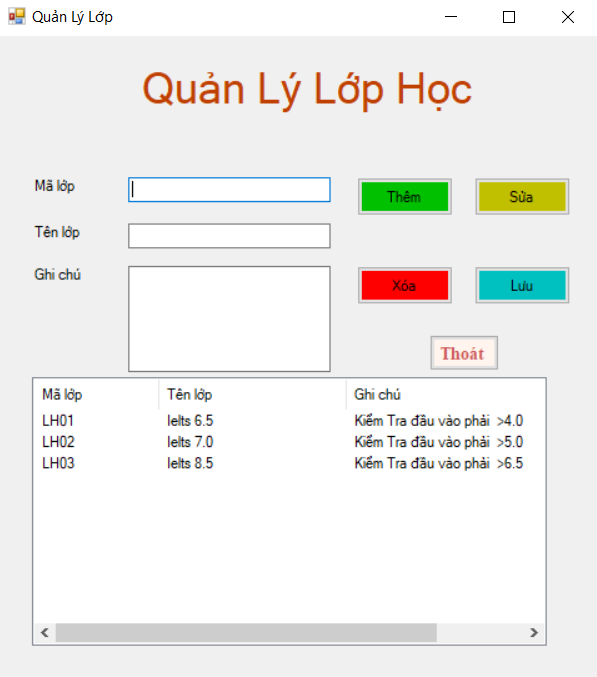 Quản Lý Lớp
Quản Lý Lớp Học
Mã lớp
Thêm
Sửa
Tên lớp
Ghi chú
Xóa
Lưu
Thoát
Mã lớp Tên lớp Ghi chú
LH01 Ielts 6.5 Kiểm Tra đầu vào phải >4.0
LH02 Ielts 7.0 Kiểm Tra đầu vào phải >5.0
LH03 Ielts 8.5 Kiểm Tra đầu vào phải >6.5